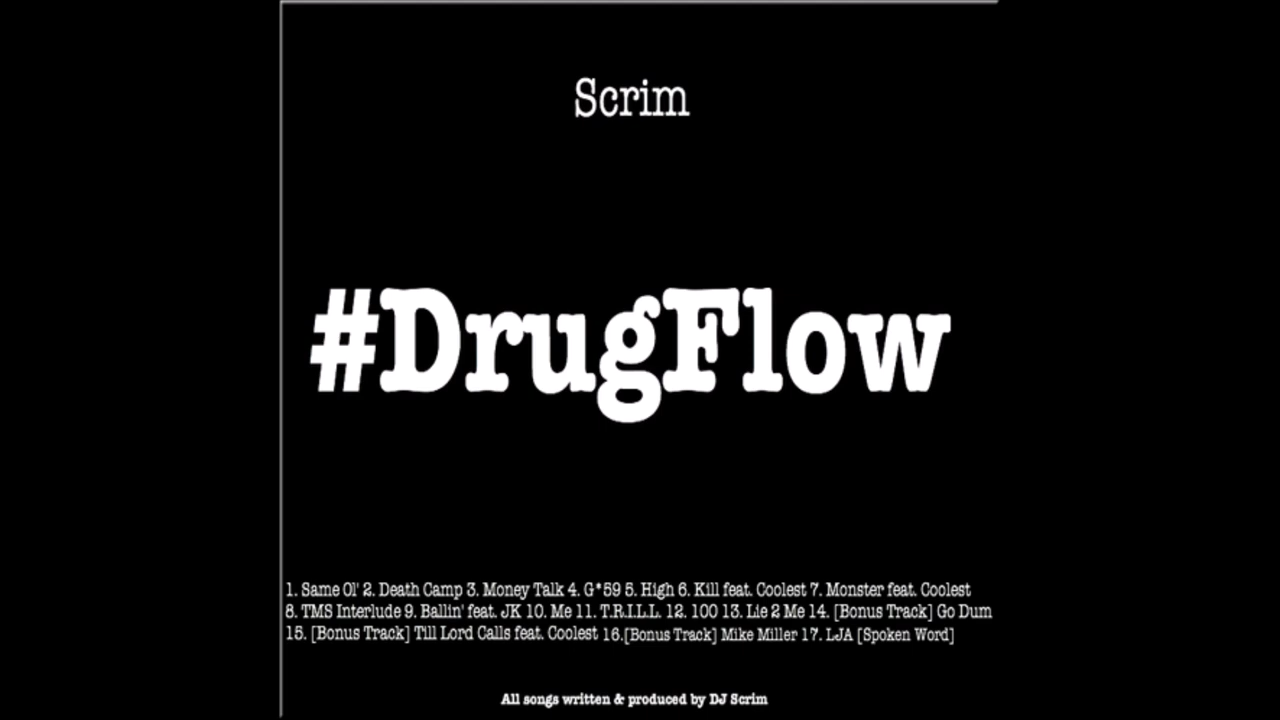 Scrim
#DrugFlow
1. Same Ol' 2. Death Camp 3. Money Talk 4. G*59 5. High 6. Kill feat. Coolest 7. Monster feat. Coolest
8. TMS Interlude 9. Ballin' feat. JK 10. Me 11. T.R.I.L.L. 12. 100 13. Lie 2 Me 14. [Bonus Track] Go Dum
15. [Bonus Track] Till Lord Calls feat. Coolest 16.[Bonus Track] Mike Miller 17. LJA [Spoken Word]
All songs written & produced by DJ Scrim